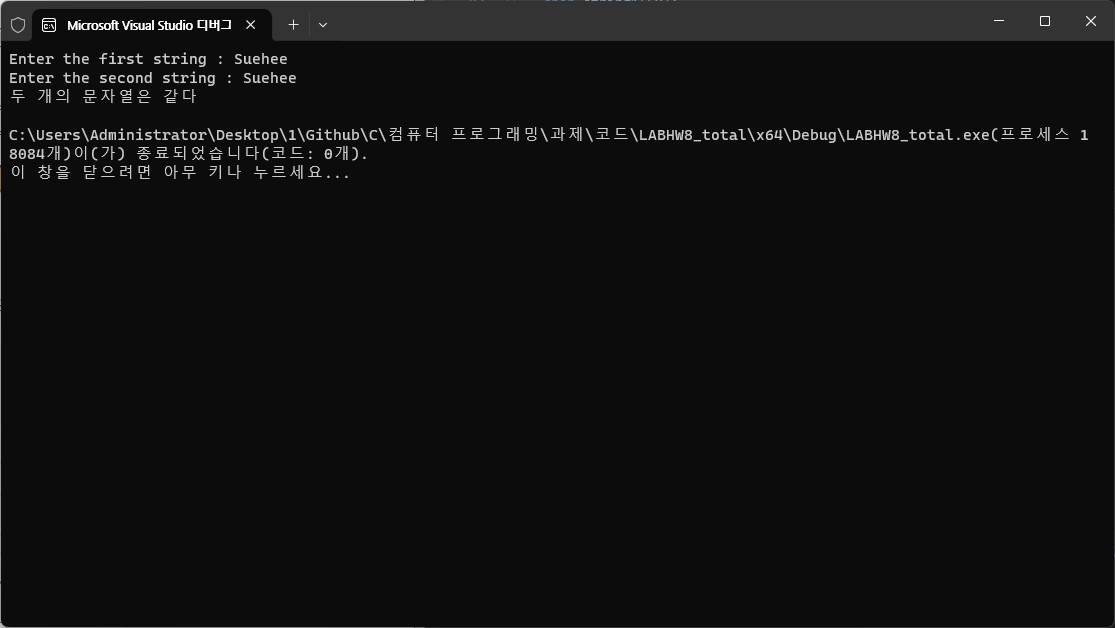 Microsoft Visual Studio 디버그
Enter the first string : Suehee
Enter the second string : Suehee
두 개의 문자열은 같다
C:\Users\Administrator\Desktop\1\Github\C\컴퓨터 프로그래밍\과제\코드\LABHW8_total\x64\Debug\LABHW8_total.exe(프로세스 1
8084개)이(가) 종료되었습니다(코드: 0개).
이 창을 닫으려면 아무 키나 누르세요...